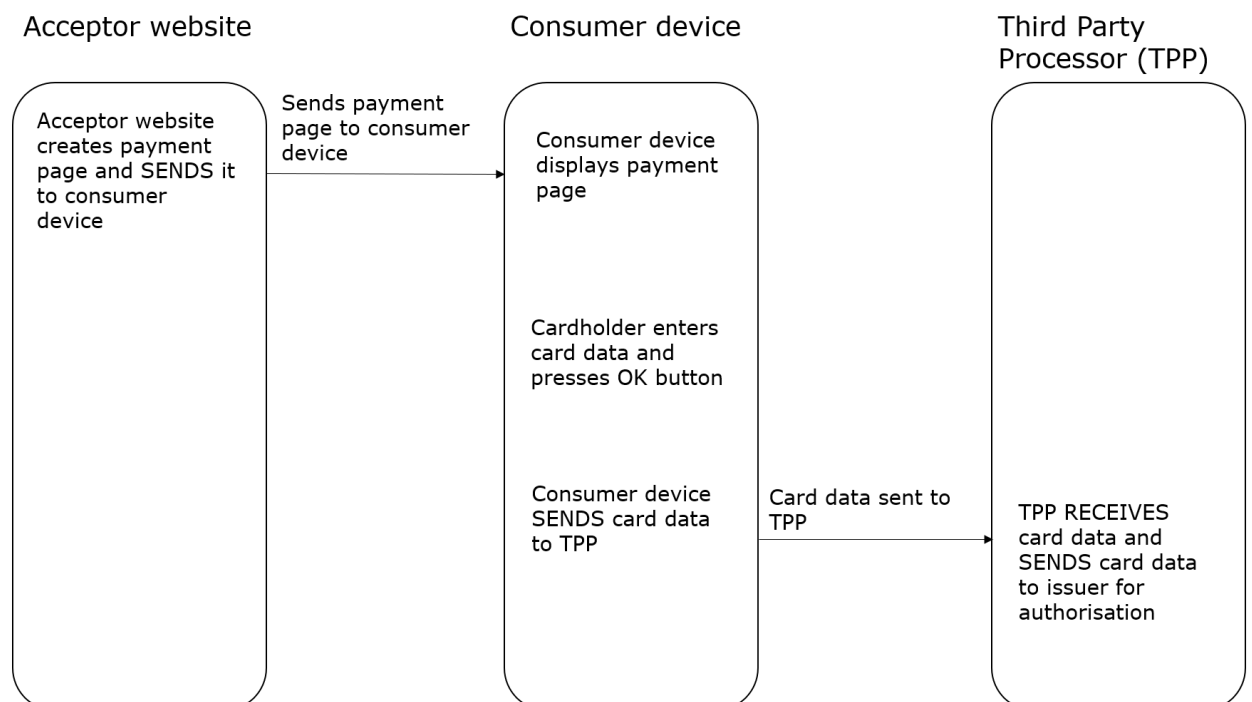 Acceptor website
Consumer device
Third Party
Processor (TPP)
Acceptor website
creates payment
page and SENDS it
to consumer
device
Sends payment
page to consumer
device
Consumer device
displays payment
page
Cardholder enters
card data and
presses OK button
Consumer device
SENDS card data
to TPP
Card data sent to
TPP
TPP RECEIVES
card data and
SENDS card data
to issuer for
authorisation